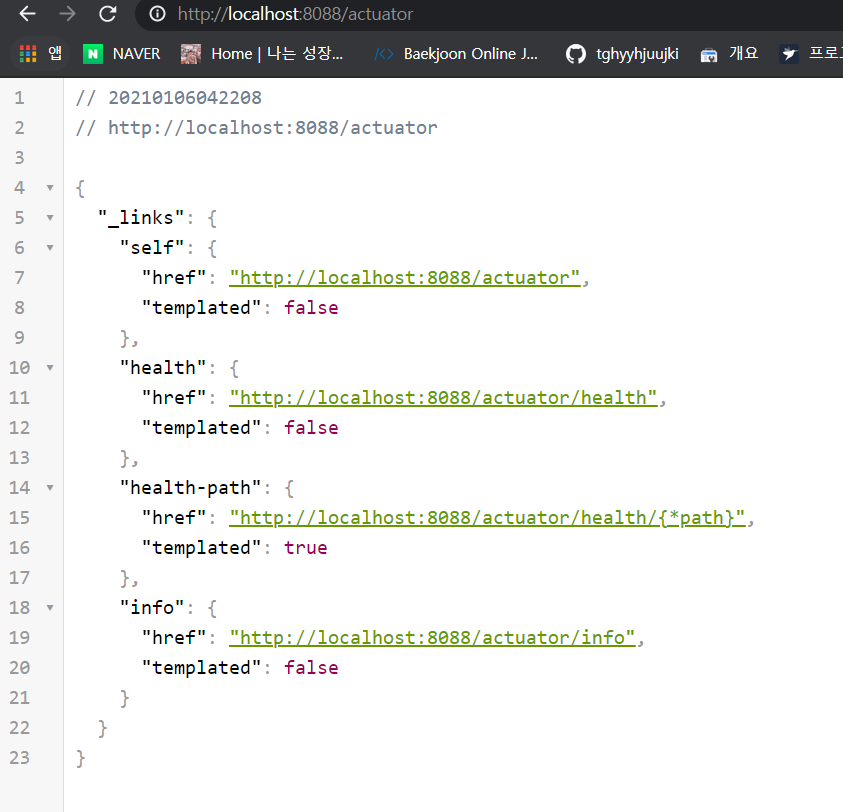 http://localhost:8088/actuator
앱 NAVER Home | 나는 성장... Baekjoon Online J... tghyyhjuujki 개요
1 // 20210106042208
2 // http://localhost:8088/actuator
3
4 {
5 "_links": {
6 "self": {
7 "href": "http://localhost:8088/actuator",
8 "templated": false
9 },
10 "health": {
11 "href": "http://localhost:8088/actuator/health",
12 "templated": false
13 },
14 "health-path": {
15 "href": "http://localhost:8088/actuator/health/{*path}",
16 "templated": true
17 },
18 "info": {
19 "href": "http://localhost:8088/actuator/info",
20 "templated": false
21 }
22 }
23 }